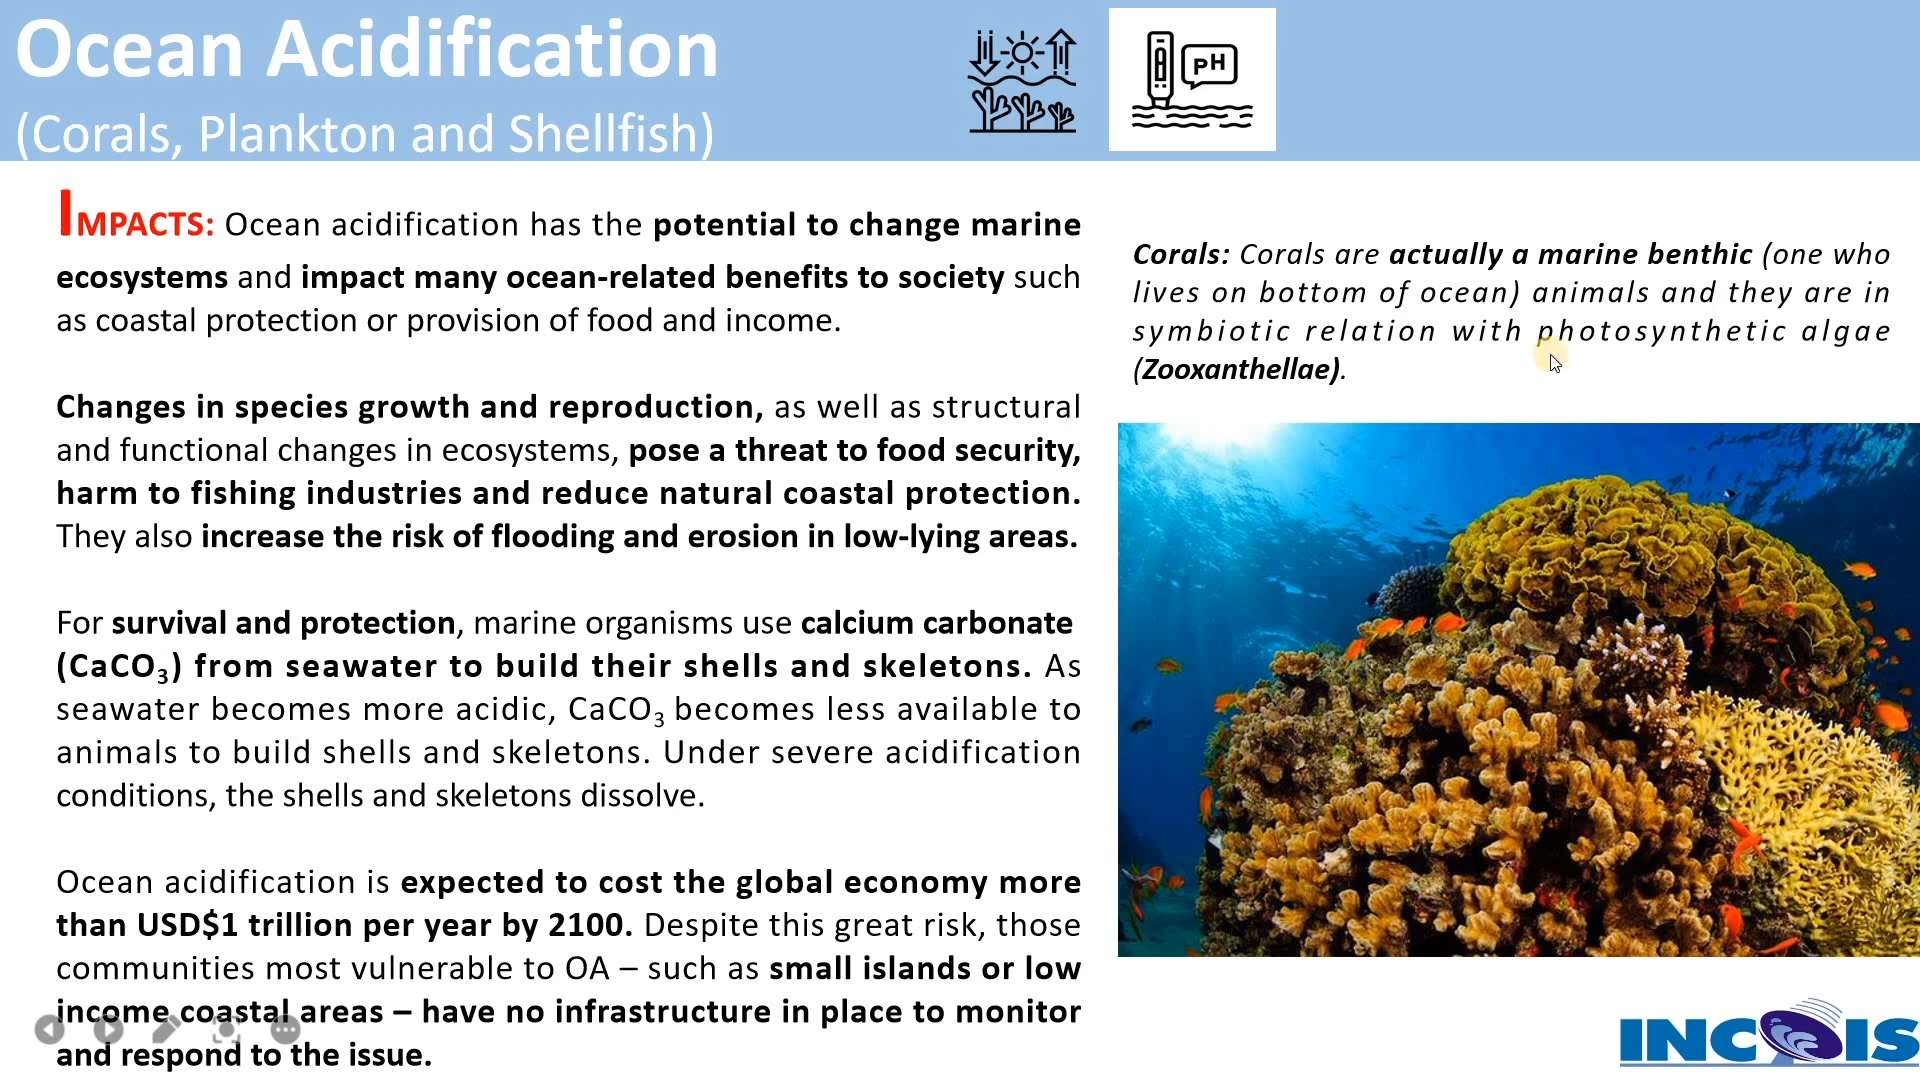 Ocean Acidification
(Corals, Plankton and Shellfish)
PH
IMPACTS: Ocean acidification has the potential to change marine
ecosystems and impact many ocean-related benefits to society such
as coastal protection or provision of food and income.
Changes in species growth and reproduction, as well as structural
and functional changes in ecosystems, pose a threat to food security,
harm to fishing industries and reduce natural coastal protection.
They also increase the risk of flooding and erosion in low-lying areas.
For survival and protection, marine organisms use calcium carbonate
(CaCO₃) from seawater to build their shells and skeletons. As
seawater becomes more acidic, CaCO₃ becomes less available to
animals to build shells and skeletons. Under severe acidification
conditions, the shells and skeletons dissolve.
Ocean acidification is expected to cost the global economy more
than USD$1 trillion per year by 2100. Despite this great risk, those
communities most vulnerable to OA – such as small islands or low
income coastal areas – have no infrastructure in place to monitor
and respond to the issue.
Corals: Corals are actually a marine benthic (one who
lives on bottom of ocean) animals and they are in
symbiotic relation with photosynthetic algae
(Zooxanthellae).
INCOIS